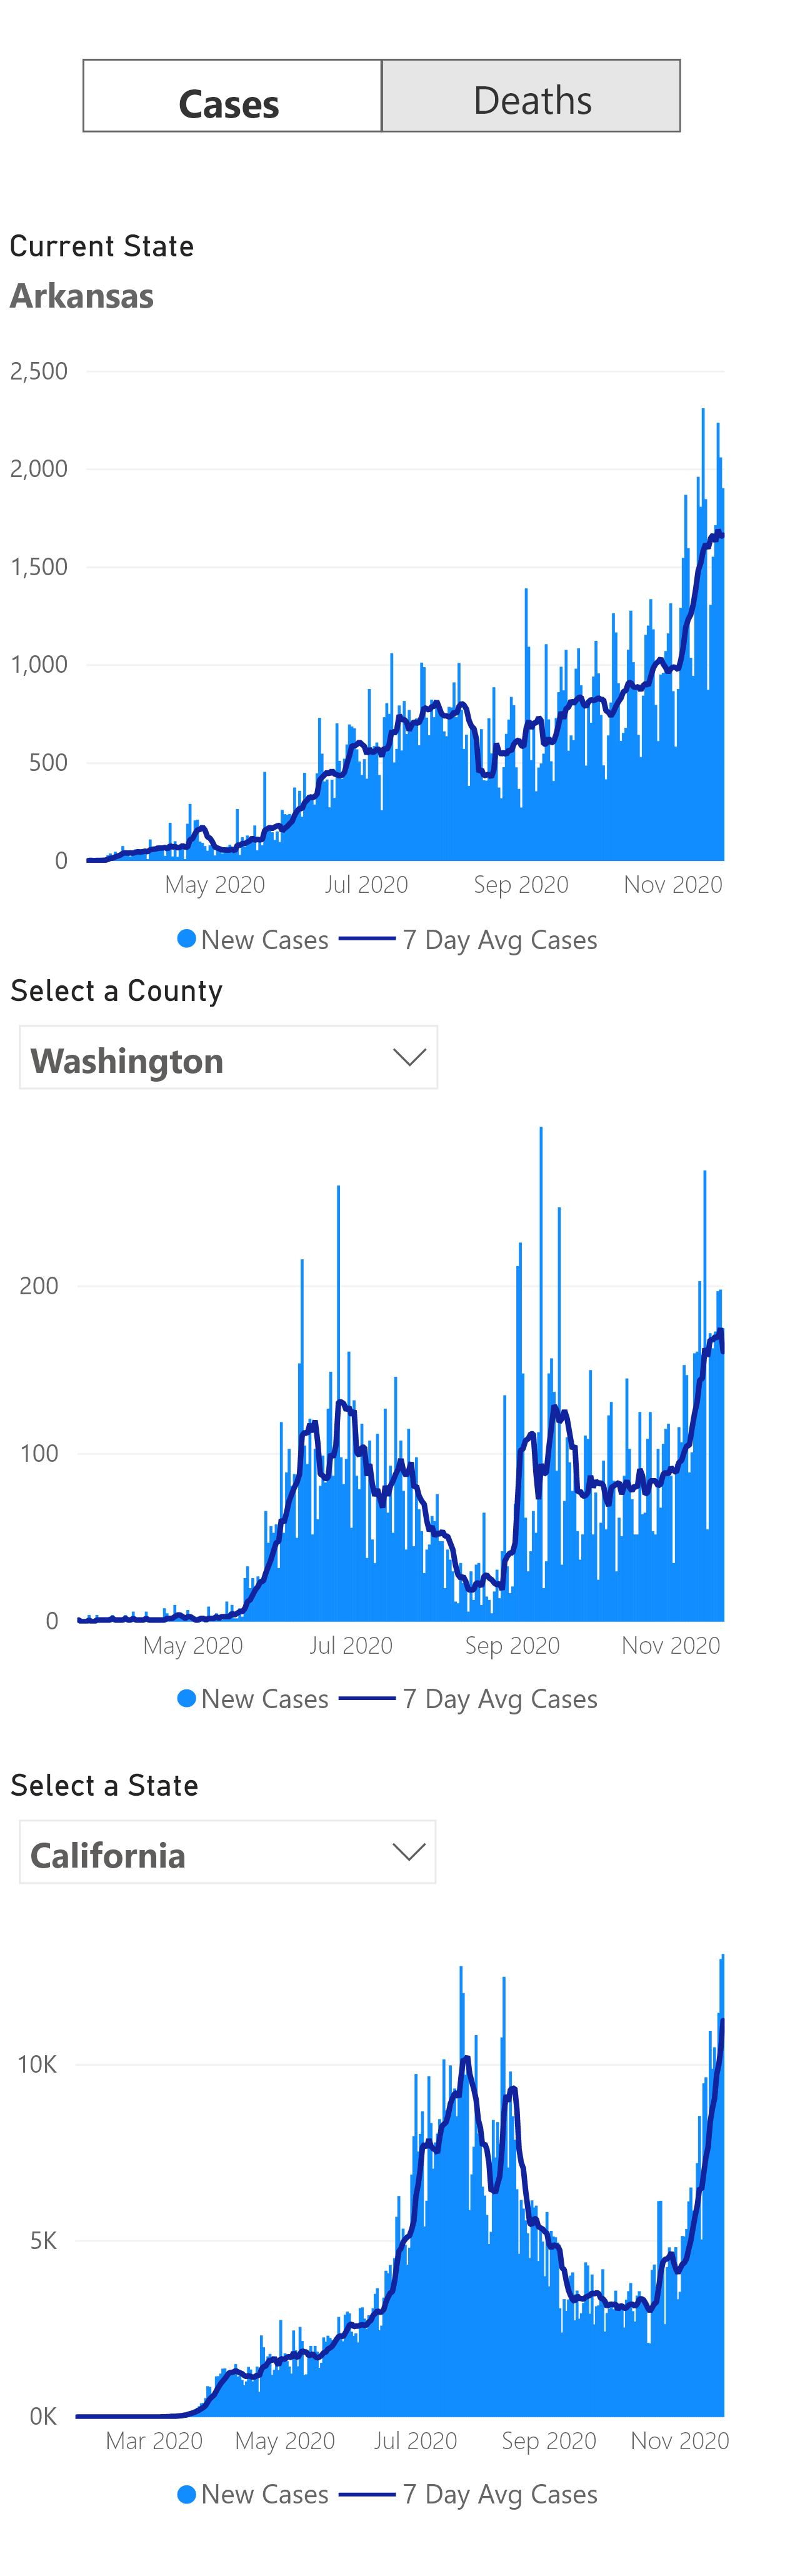 Cases Deaths
Current State
Arkansas
2,500
2,000
1,500
1,000
500
0
May 2020 Jul 2020 Sep 2020 Nov 2020
New Cases 7 Day Avg Cases
Select a County
Washington
200
100
0
May 2020 Jul 2020 Sep 2020 Nov 2020
New Cases 7 Day Avg Cases
Select a State
California
10K
5K
0K
Mar 2020 May 2020 Jul 2020 Sep 2020 Nov 2020
New Cases 7 Day Avg Cases